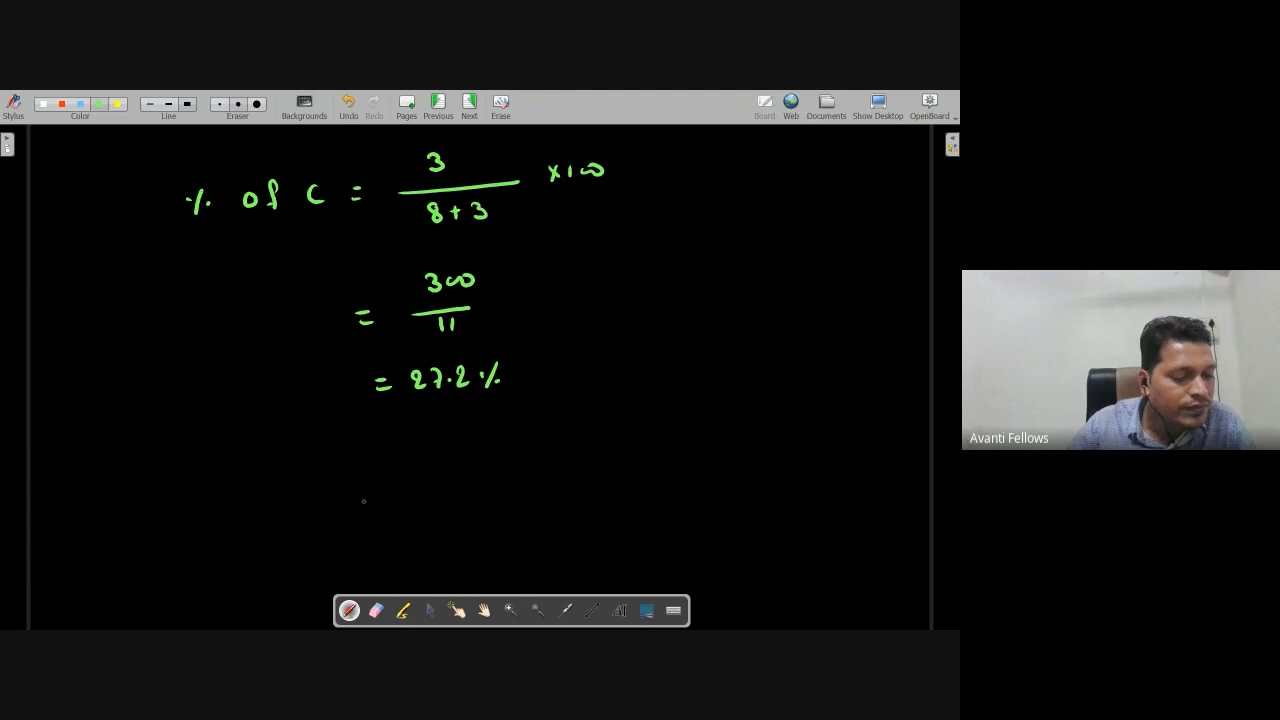 Stylus
Color
Line
Eraser
Backgrounds
Undo
Redo
Pages
Previous
Next
Erase
Board
Web
Documents
Show Desktop
OpenBoard
% of C = 3 / 8 + 3 × 100
= 300 / 11
= 27.2 %
AI
Avanti Fellows